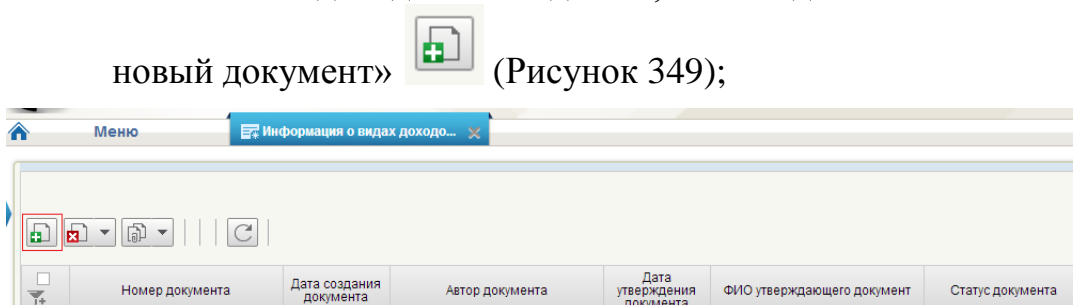 новый документ» (Рисунок 349);
Меню Информация о видах доходо...
Номер документа Дата создания документа Автор документа Дата утверждения документа ФИО утверждающего документ Статус документа